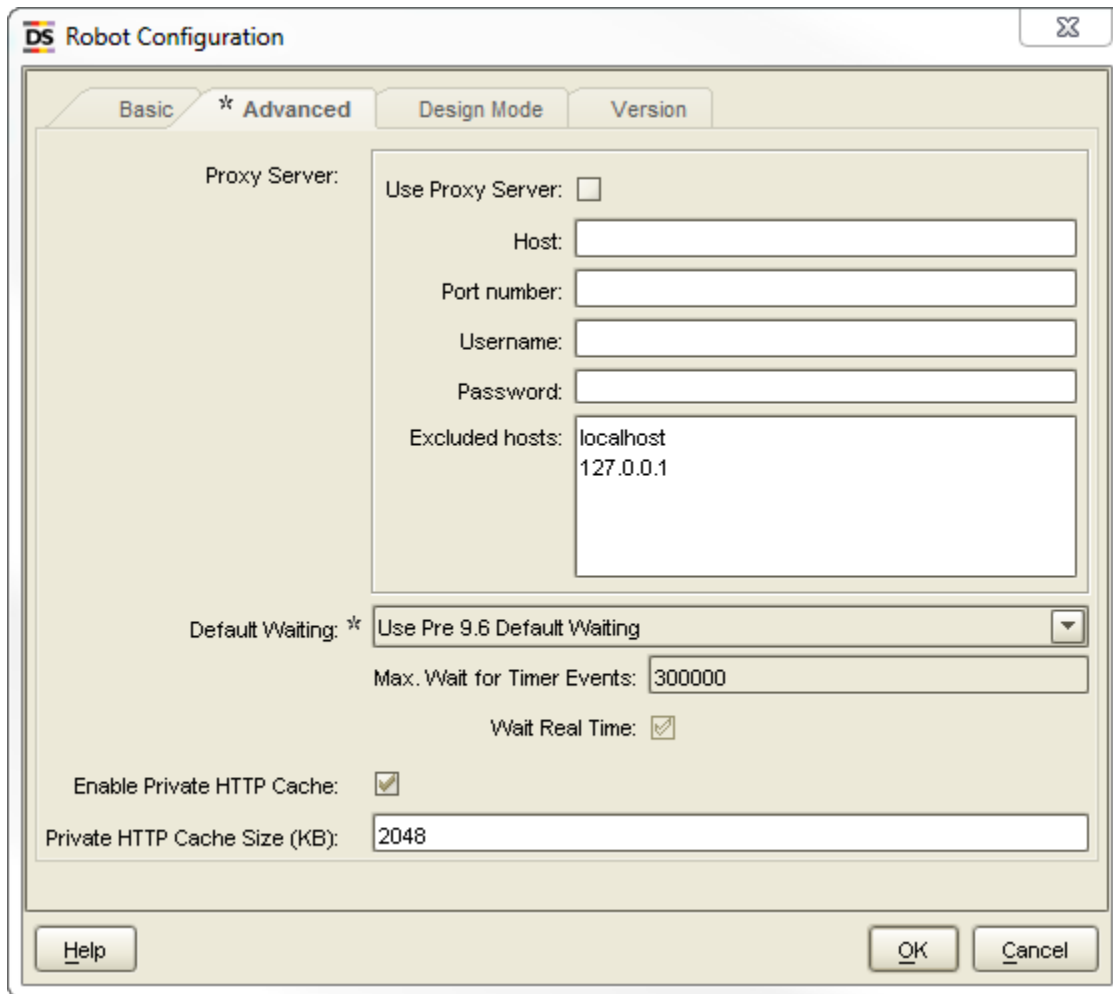 DS Robot Configuration
Basic * Advanced Design Mode Version
Proxy Server:
Use Proxy Server:
Host:
Port number:
Username:
Password:
Excluded hosts: localhost
127.0.0.1
Default Waiting: * Use Pre 9.6 Default Waiting
Max. Wait for Timer Events: 300000
Wait Real Time:
Enable Private HTTP Cache:
Private HTTP Cache Size (KB): 2048
Help OK Cancel